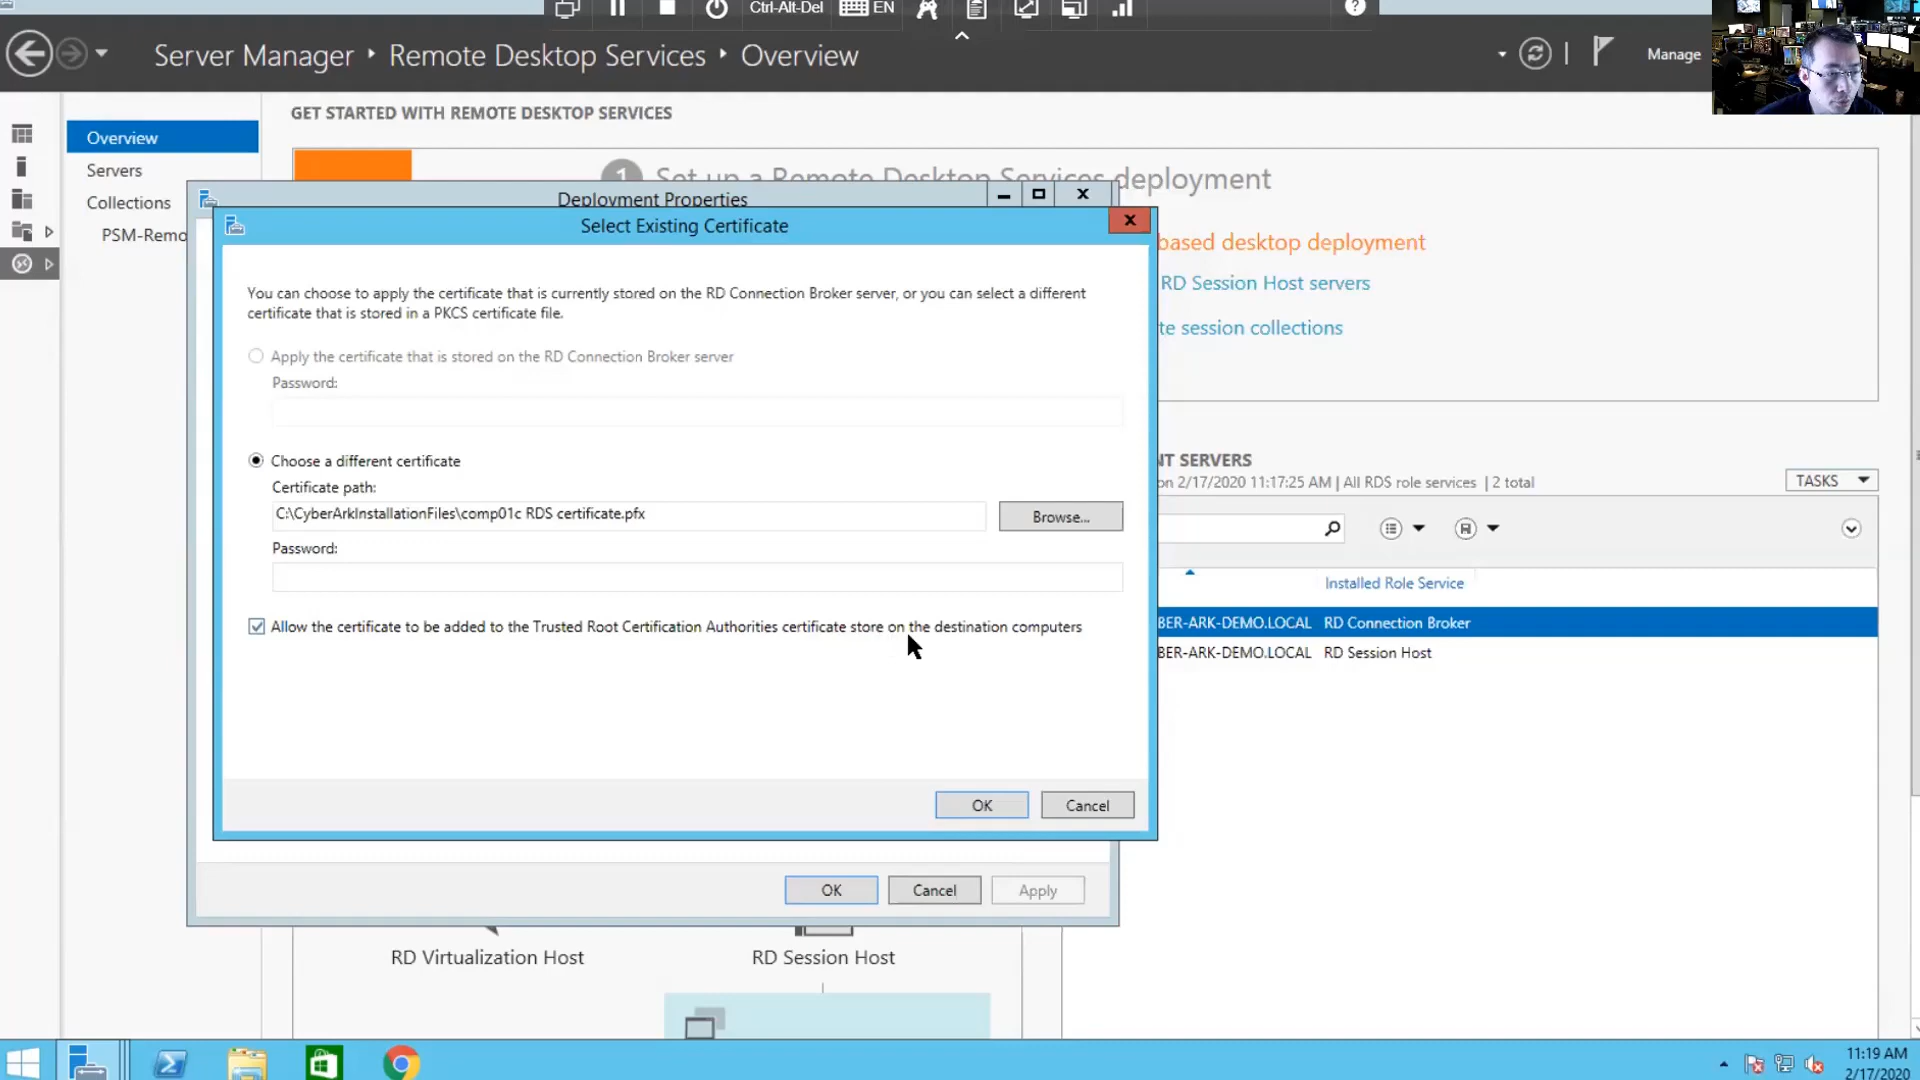 Ctrl-Alt-Del
EN
Server Manager
Remote Desktop Services
Overview
Manage
GET STARTED WITH REMOTE DESKTOP SERVICES
Overview
Servers
Collections
PSM-Remo
1
Set up a Remote Desktop Services deployment
based desktop deployment
RD Session Host servers
te session collections
Deployment Properties
Select Existing Certificate
You can choose to apply the certificate that is currently stored on the RD Connection Broker server, or you can select a different
certificate that is stored in a PKCS certificate file.
Apply the certificate that is stored on the RD Connection Broker server
Password:
Choose a different certificate
Certificate path:
C:\CyberArkInstallationFiles\comp01c RDS certificate.pfx
Browse...
Password:
Allow the certificate to be added to the Trusted Root Certification Authorities certificate store on the destination computers
OK
Cancel
OK
Cancel
Apply
NT SERVERS
on 2/17/2020 11:17:25 AM | All RDS role services | 2 total
TASKS
Installed Role Service
BER-ARK-DEMO.LOCAL RD Connection Broker
BER-ARK-DEMO.LOCAL RD Session Host
RD Virtualization Host
RD Session Host
11:19 AM
2/17/2020